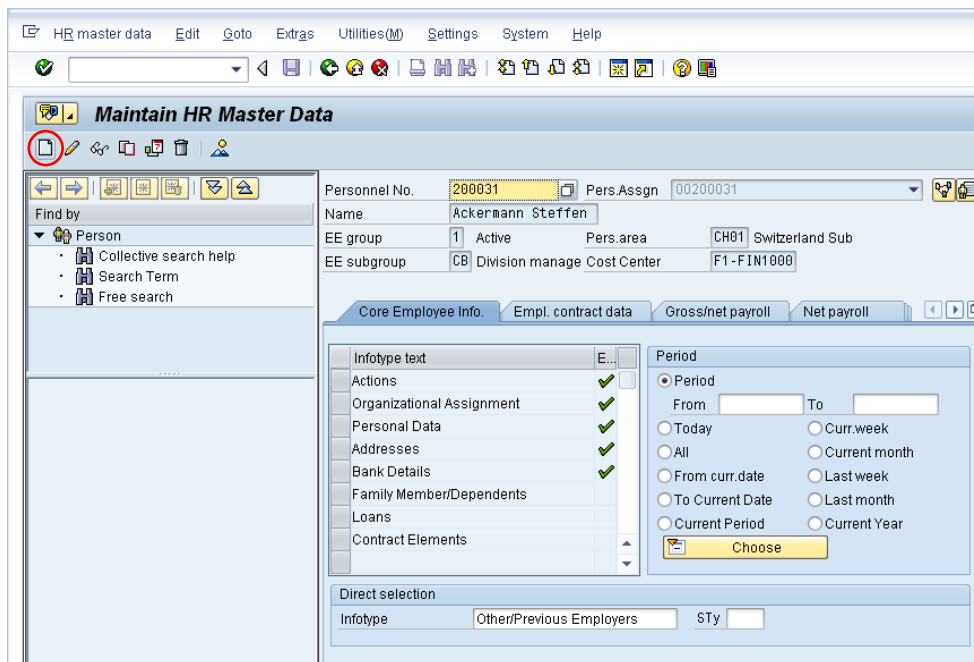 HR master data Edit Goto Extras Utilities(M) Settings System Help
Maintain HR Master Data
Find by
Person
Collective search help
Search Term
Free search
Personnel No. 200031 Pers.Assgn 00200031
Name Ackermann Steffen
EE group 1 Active Pers.area CH01 Switzerland Sub
EE subgroup CB Division manage Cost Center F1-FIN1000
Core Employee Info. Empl. contract data Gross/net payroll Net payroll
Infotype text E...
Actions
Organizational Assignment
Personal Data
Addresses
Bank Details
Family Member/Dependents
Loans
Contract Elements
Period
Period
From To
Today Curr.week
All Current month
From curr.date Last week
To Current Date Last month
Current Period Current Year
Choose
Direct selection
Infotype Other/Previous Employers STy